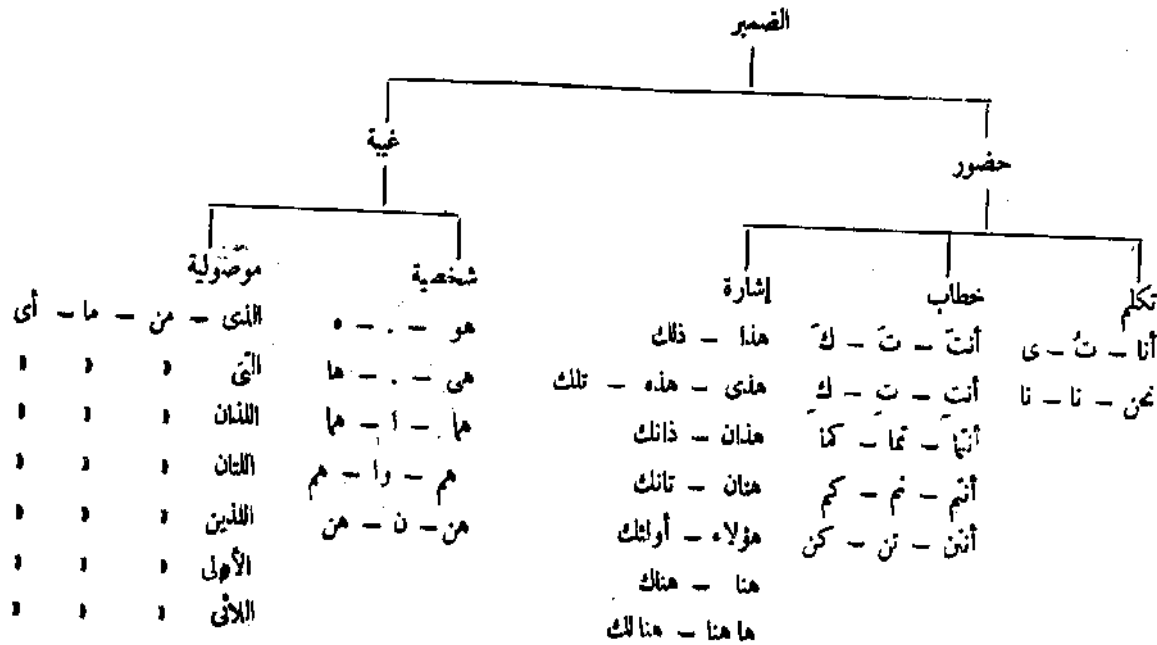 الضمير
حضور
غيبة
تكلم
أنا – تُ – ى
نحن – نا – نا
خطاب
أنتَ – تَ – كَ
أنتِ – تِ – كِ
أنتما – تما – كما
أنتم – تم – كم
أنتن – تن – كن
إشارة
هذا – ذلك
هذى – هذه – تلك
هذان – ذانك
هتان – تانك
هؤلاء – أولئك
هنا – هناك
ها هنا – هنالك
شخصية
هو – . – ه
هى – . – ها
هما – ا – هما
هم – وا – هم
هن – ن – هن
موصولية
الذى – من – ما – أى
التى » » »
اللذان » » »
اللتان » » »
اللذين » » »
الأولى » » »
اللائى » » »